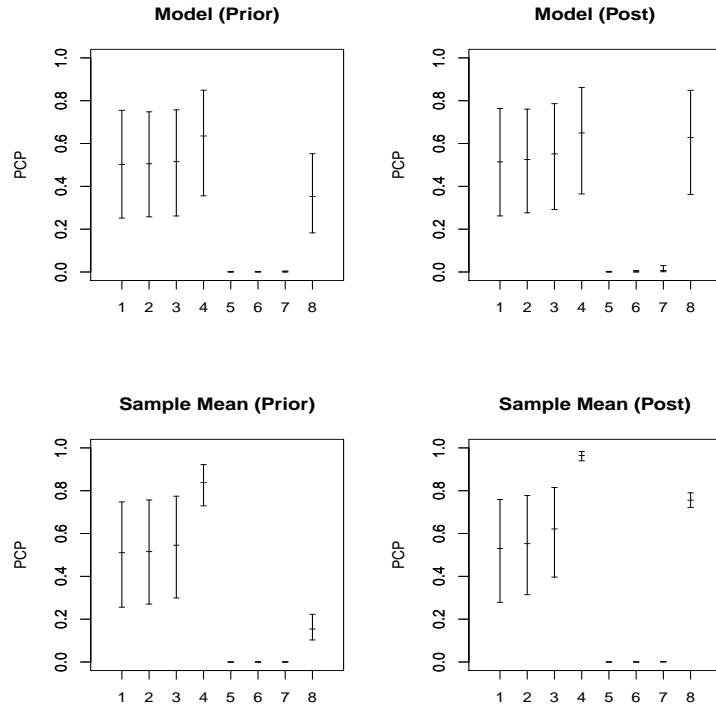 Model (Prior)
PCP
0.0 0.2 0.4 0.6 0.8 1.0
1 2 3 4 5 6 7 8
Model (Post)
PCP
0.0 0.2 0.4 0.6 0.8 1.0
1 2 3 4 5 6 7 8
Sample Mean (Prior)
PCP
0.0 0.2 0.4 0.6 0.8 1.0
1 2 3 4 5 6 7 8
Sample Mean (Post)
PCP
0.0 0.2 0.4 0.6 0.8 1.0
1 2 3 4 5 6 7 8